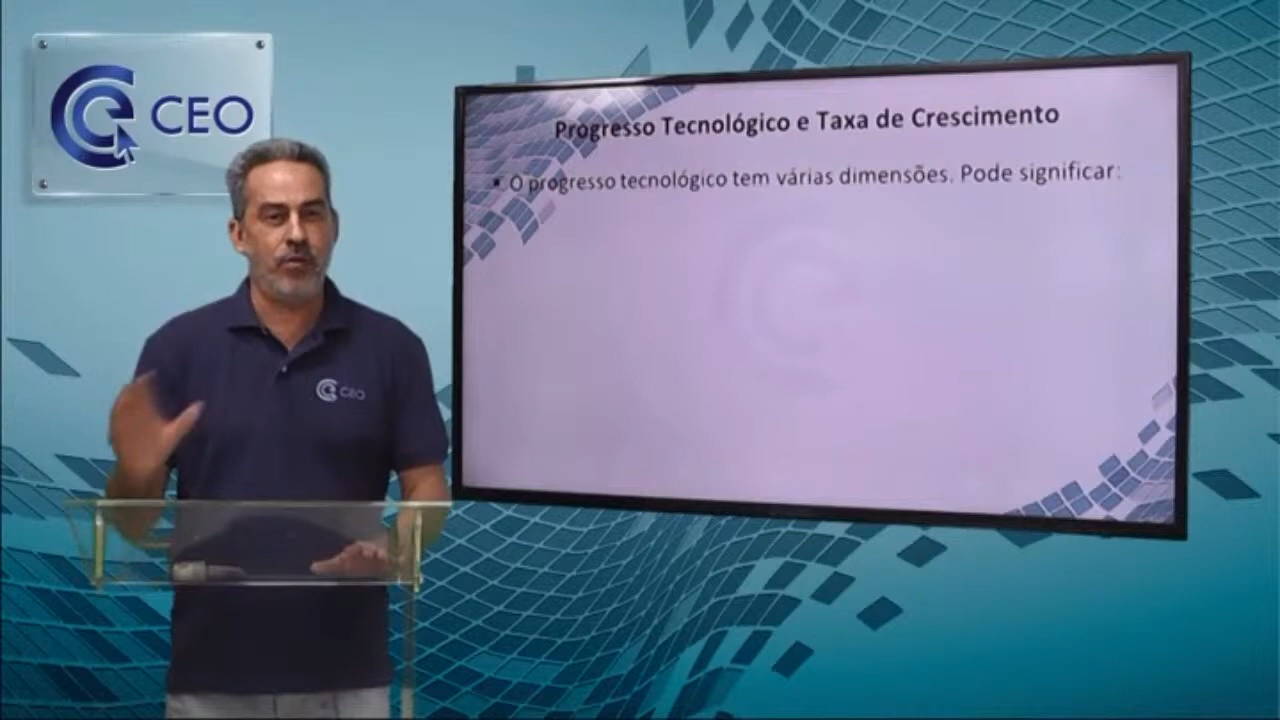 CEO
Progresso Tecnológico e Taxa de Crescimento
▪ O progresso tecnológico tem várias dimensões. Pode significar:
CEO